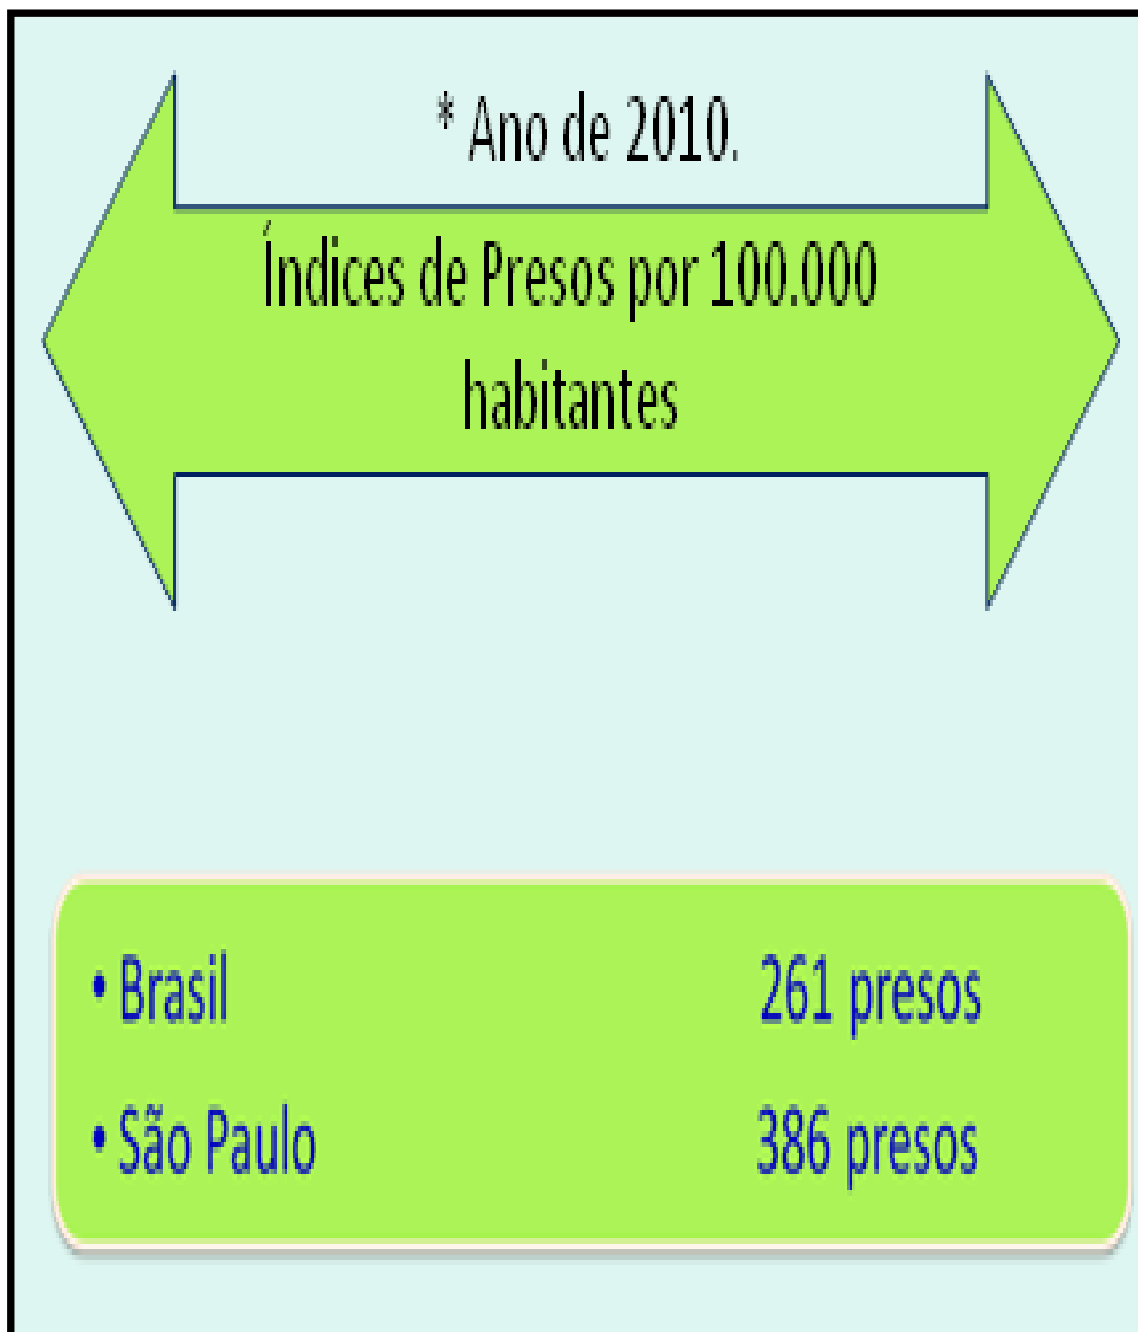 * Ano de 2010.
Índices de Presos por 100.000
habitantes
• Brasil 261 presos
• São Paulo 386 presos